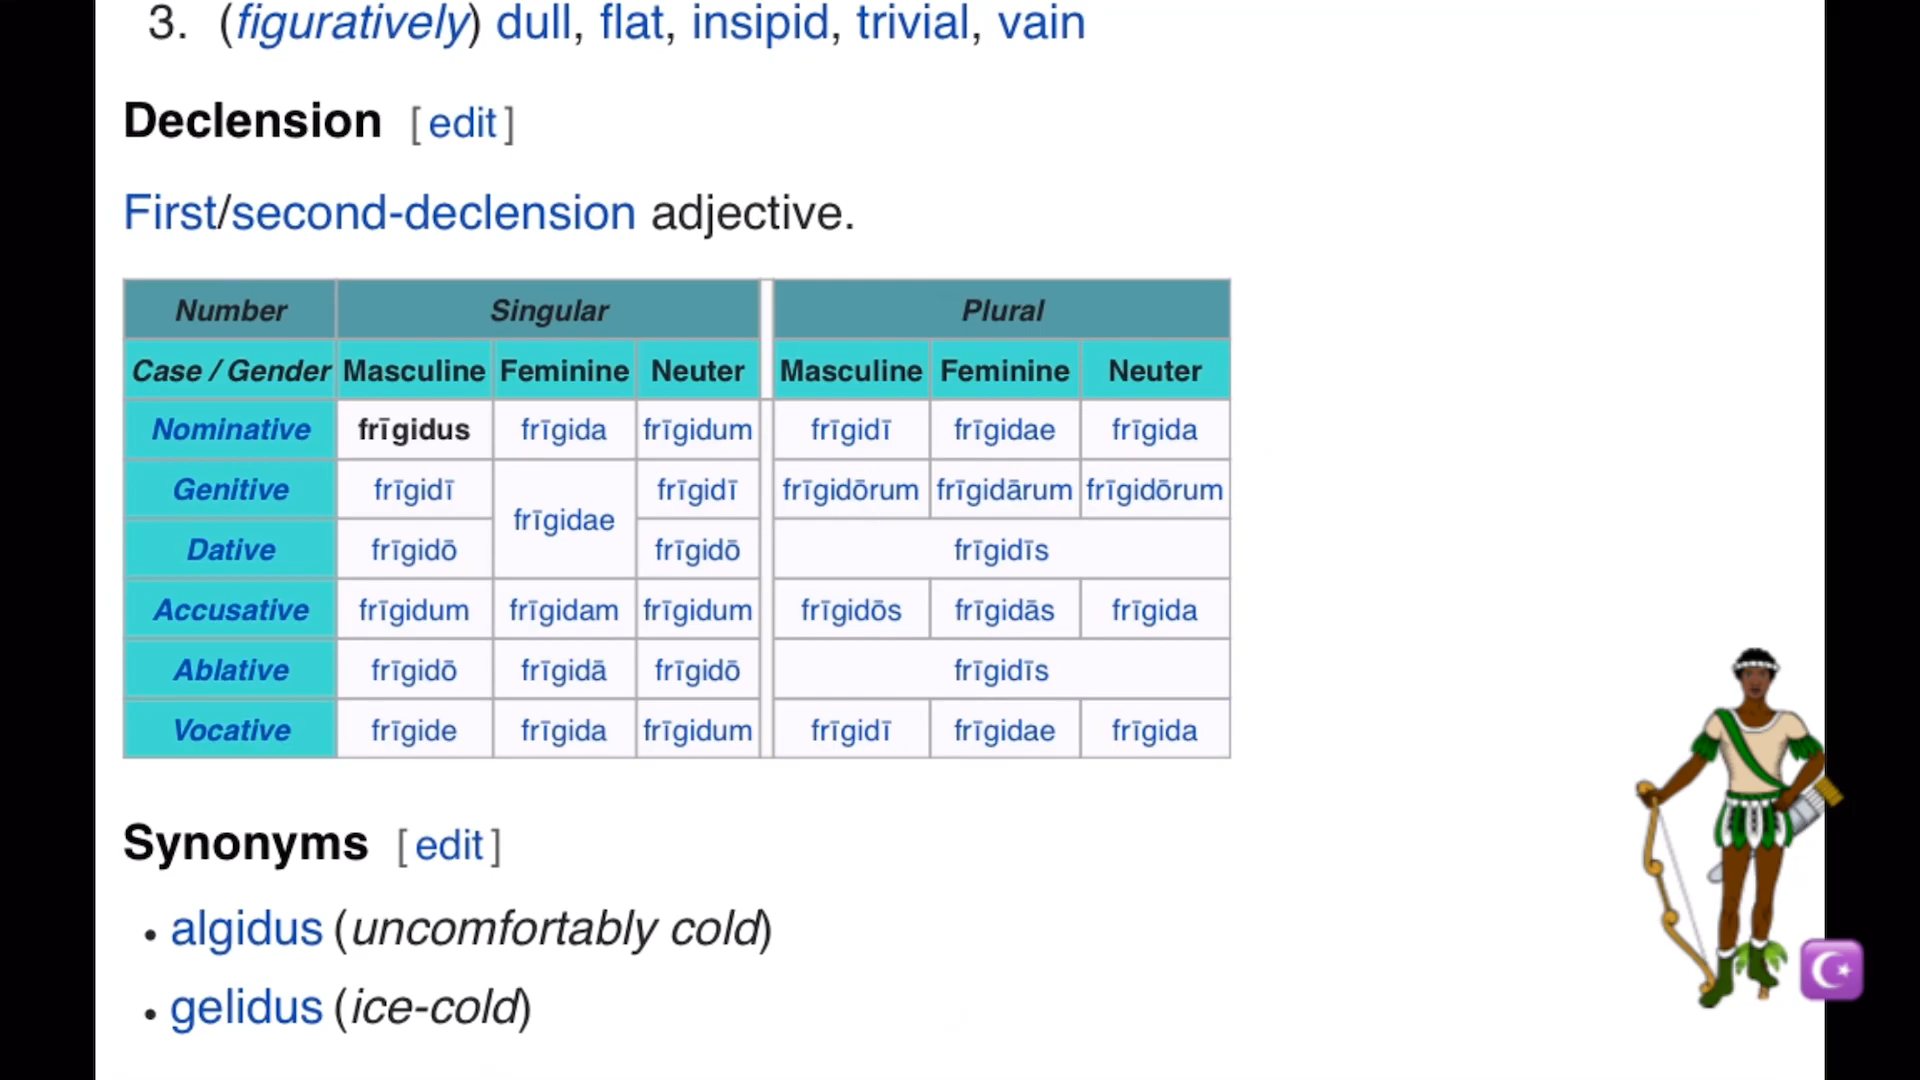 3. (figuratively) dull, flat, insipid, trivial, vain
Declension [edit]
First/second-declension adjective.
Number Singular Plural
Case / Gender Masculine Feminine Neuter Masculine Feminine Neuter
Nominative frīgidus frīgida frīgidum frīgidī frīgidae frīgida
Genitive frīgidī frīgidae frīgidī frīgidōrum frīgidārum frīgidōrum
Dative frīgidō frīgidō frīgidīs
Accusative frīgidum frīgidam frīgidum frīgidōs frīgidās frīgida
Ablative frīgidō frīgidā frīgidō frīgidīs
Vocative frīgide frīgida frīgidum frīgidī frīgidae frīgida
Synonyms [edit]
• algidus (uncomfortably cold)
• gelidus (ice-cold)